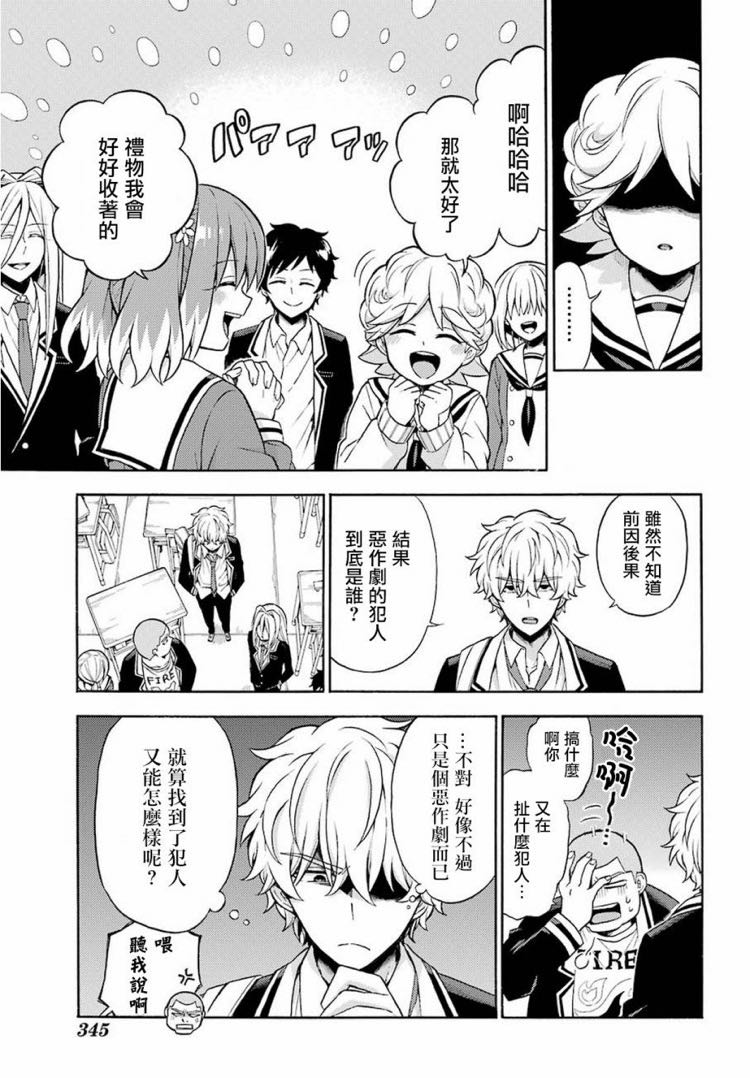 ………
啊哈哈哈
那就太好了
パァァァッ
禮物我會
好好收著的
雖然不知道
前因後果
結果
惡作劇的犯人
到底是誰？
FIRE
哈啊～
搞什麼
啊你
又在
扯什麼犯人…
FIRE
…不對 好像不過
只是個惡作劇而已
就算找到了犯人
又能怎麼樣呢？
喂
聽我說啊
345